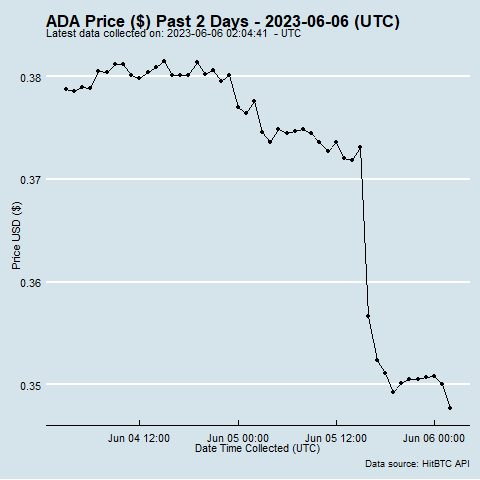 ADA Price ($) Past 2 Days - 2023-06-06 (UTC)
Latest data collected on: 2023-06-06 02:04:41  - UTC
0.38
0.37
0.36
0.35
Price USD ($)
Jun 04 12:00
Jun 05 00:00
Jun 05 12:00
Jun 06 00:00
Date Time Collected (UTC)
Data source: HitBTC API